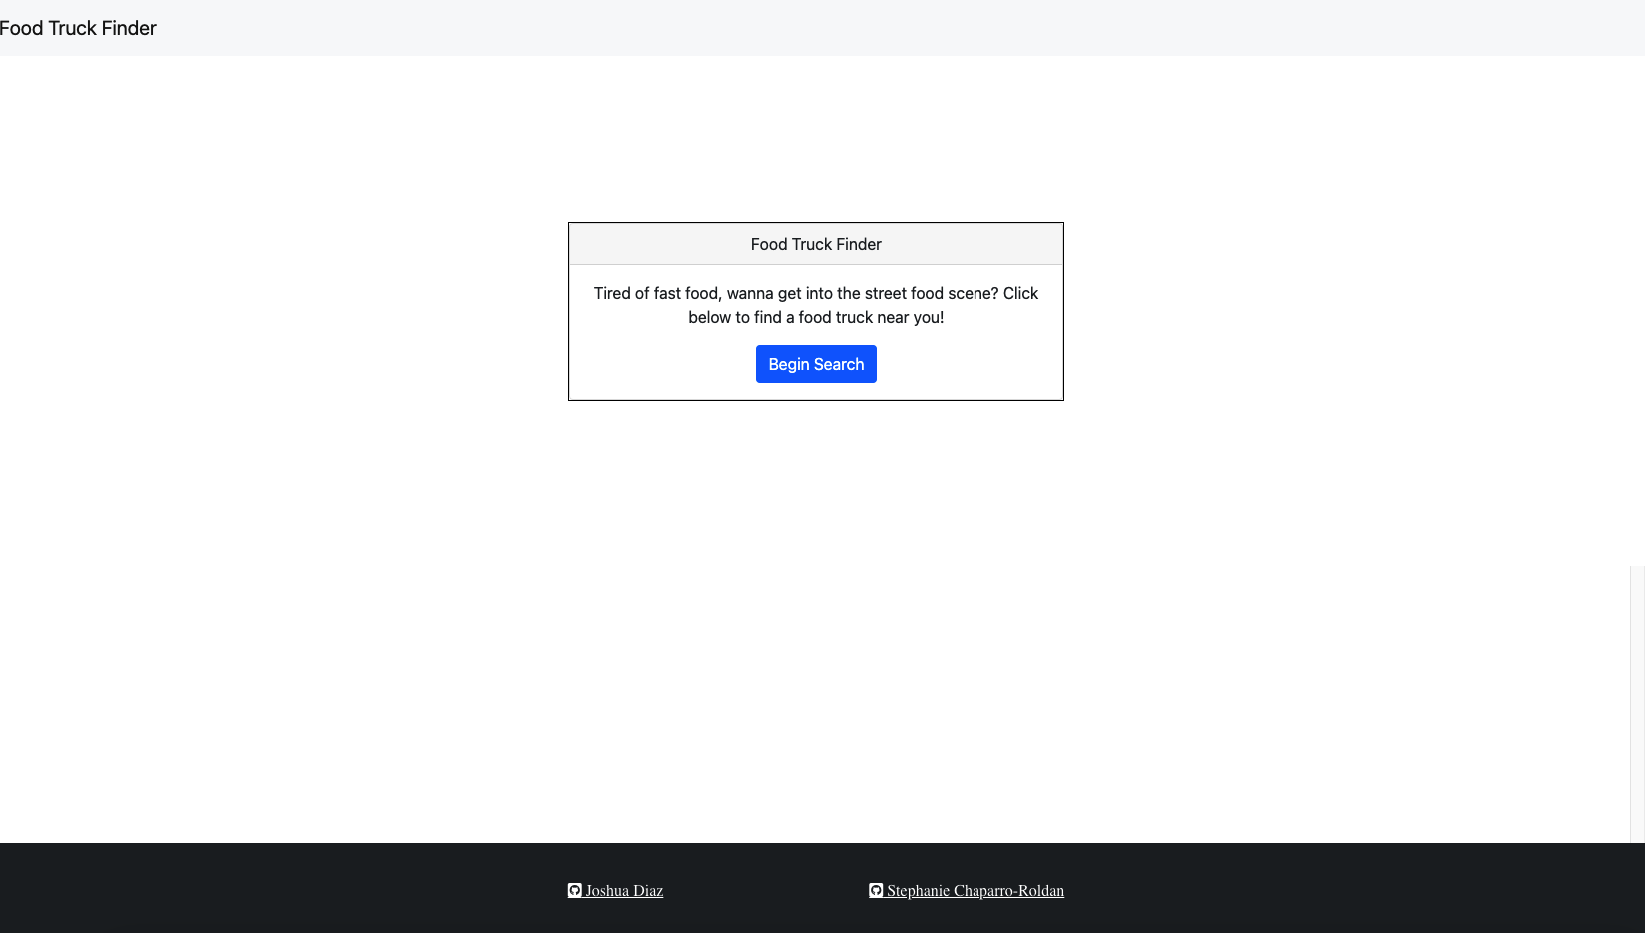 Food Truck Finder
Food Truck Finder
Tired of fast food, wanna get into the street food scene? Click
below to find a food truck near you!
Begin Search
Joshua Diaz
Stephanie Chaparro-Roldan